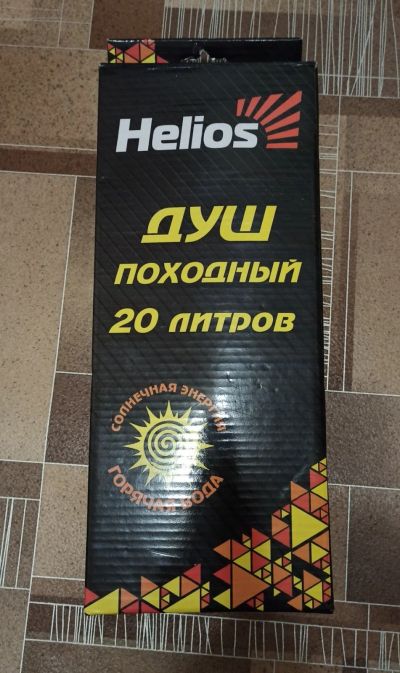 Helios
ДУШ
ПОХОДНЫЙ
20 ЛИТРОВ
СОЛНЕЧНАЯ ЭНЕРГИЯ
ГОРЯЧАЯ ВОДА